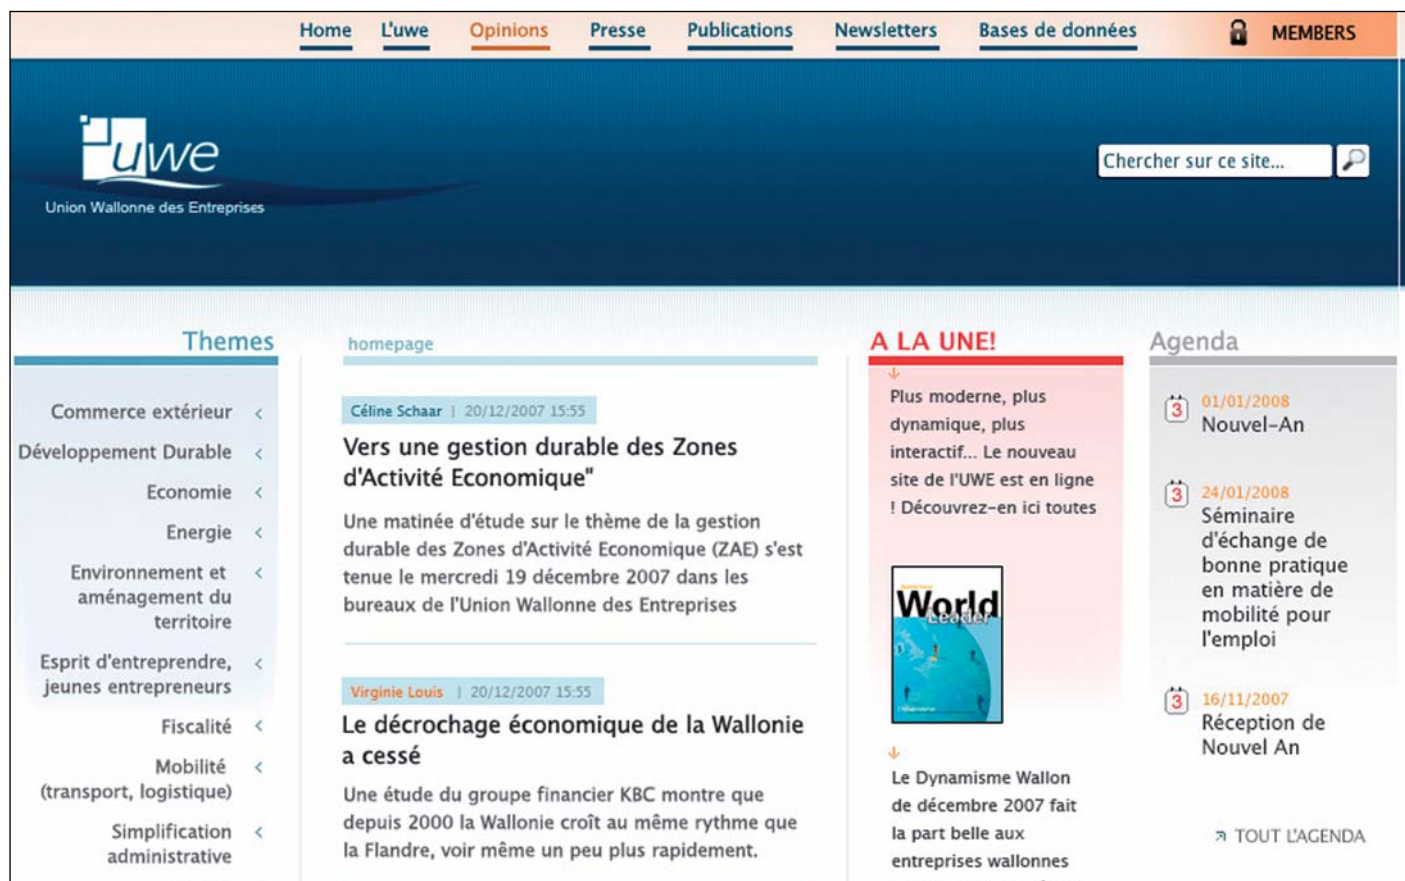 Home L'uwe Opinions Presse Publications Newsletters Bases de données MEMBERS
uwe
Union Wallonne des Entreprises
Chercher sur ce site...
Themes
Commerce extérieur <
Développement Durable <
Economie <
Energie <
Environnement et <
aménagement du
territoire
Esprit d'entreprendre, <
jeunes entrepreneurs
Fiscalité <
Mobilité <
(transport, logistique)
Simplification <
administrative
homepage
Céline Schaar | 20/12/2007 15:55
Vers une gestion durable des Zones
d'Activité Economique"
Une matinée d'étude sur le thème de la gestion
durable des Zones d'Activité Economique (ZAE) s'est
tenue le mercredi 19 décembre 2007 dans les
bureaux de l'Union Wallonne des Entreprises
Virginie Louis | 20/12/2007 15:55
Le décrochage économique de la Wallonie
a cessé
Une étude du groupe financier KBC montre que
depuis 2000 la Wallonie croît au même rythme que
la Flandre, voir même un peu plus rapidement.
A LA UNE!
Plus moderne, plus
dynamique, plus
interactif... Le nouveau
site de l'UWE est en ligne
! Découvrez-en ici toutes
World
Leader
Le Dynamisme Wallon
de décembre 2007 fait
la part belle aux
entreprises wallonnes
Agenda
3 01/01/2008
Nouvel-An
3 24/01/2008
Séminaire
d'échange de
bonne pratique
en matière de
mobilité pour
l'emploi
3 16/11/2007
Réception de
Nouvel An
TOUT L'AGENDA